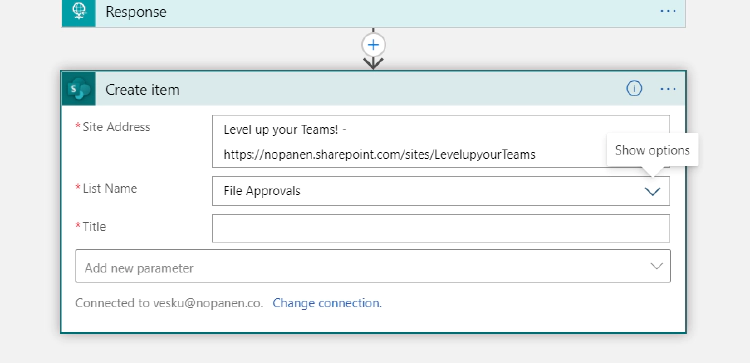 Response
Create item
* Site Address
Level up your Teams! -
https://nopanen.sharepoint.com/sites/LevelupyourTeams
Show options
* List Name
File Approvals
* Title
Add new parameter
Connected to vesku@nopanen.co. Change connection.